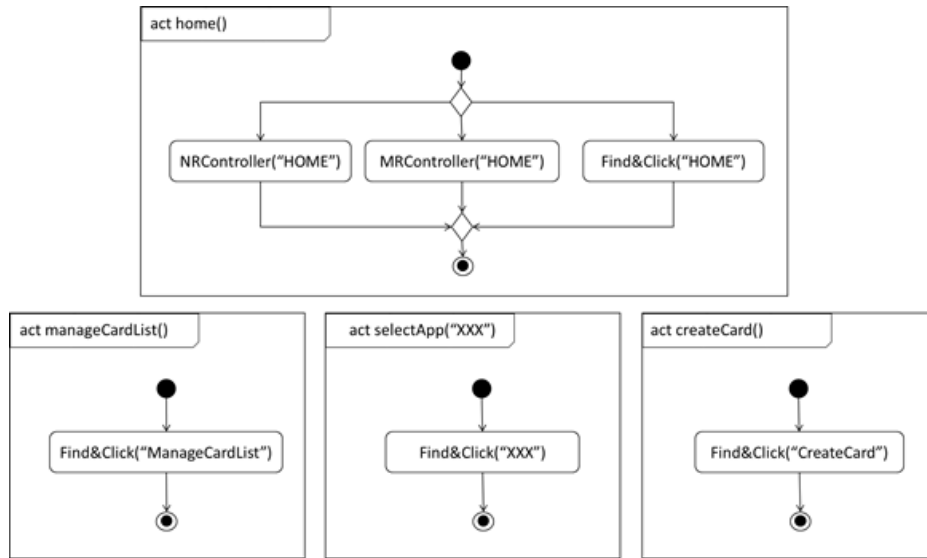 act home()
NRController(“HOME”)
MRController(“HOME”)
Find&Click(“HOME”)
act manageCardList()
Find&Click(“ManageCardList”)
act selectApp(“XXX”)
Find&Click(“XXX”)
act createCard()
Find&Click(“CreateCard”)